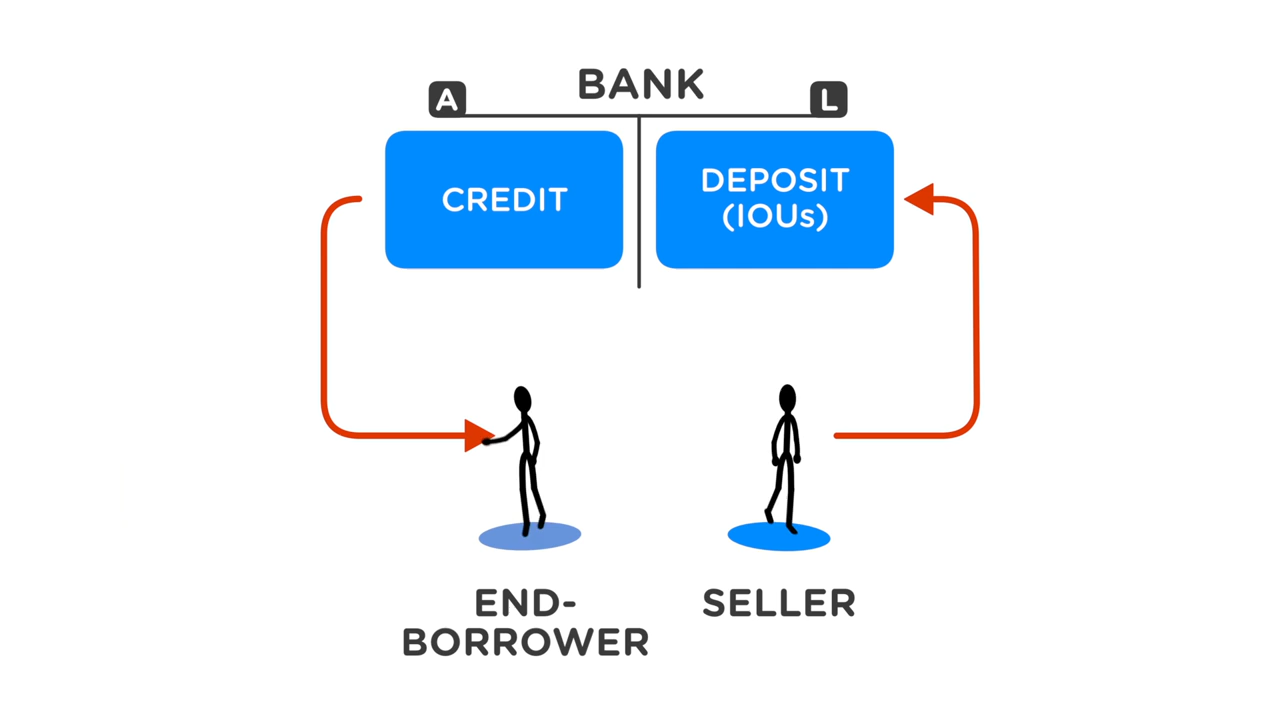 BANK
A
L
CREDIT
DEPOSIT
(IOUs)
END-
BORROWER
SELLER